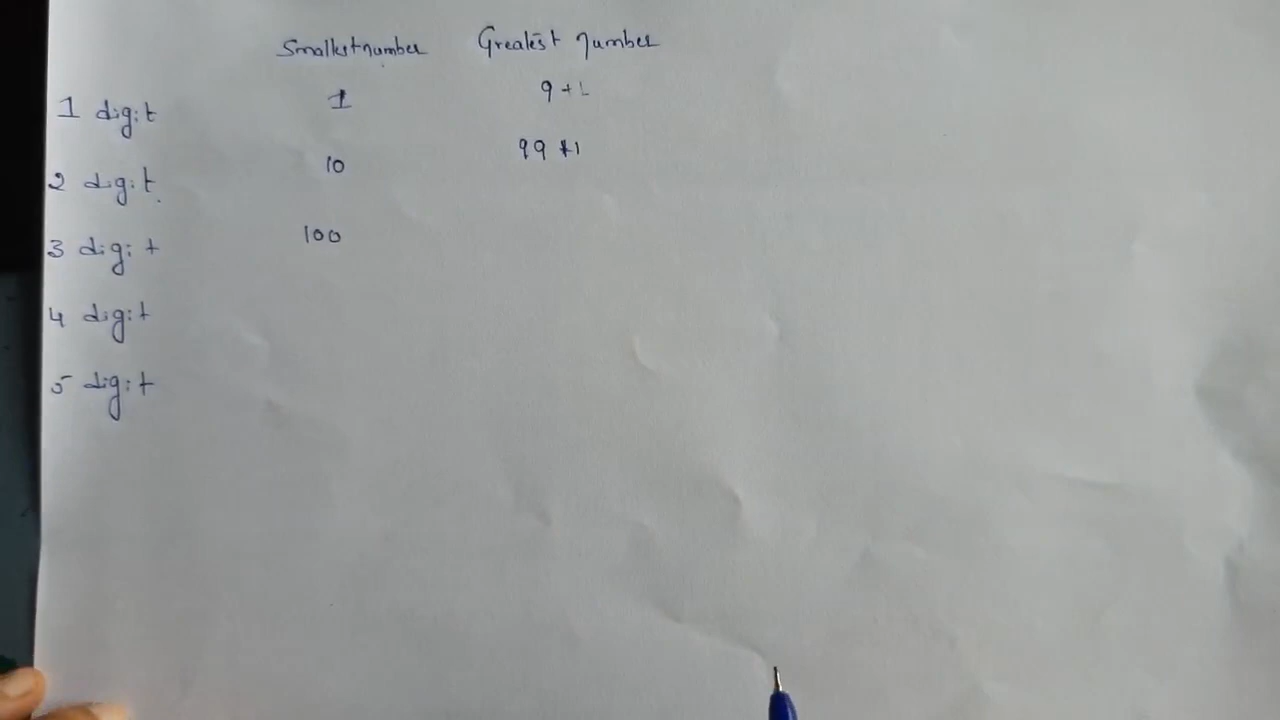 Smallest number Greatest number
1 digit 1 9 + 1
2 digit 10 99 +1
3 digit 100
4 digit
5 digit